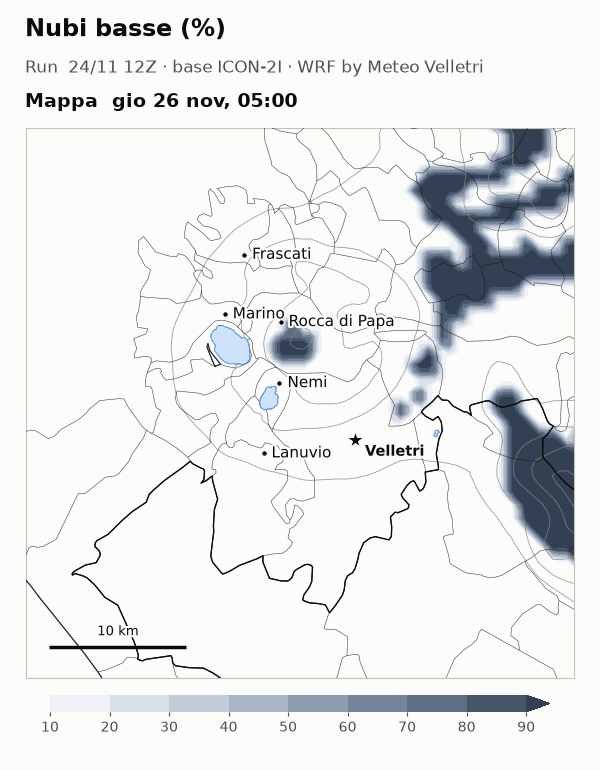 Nubi basse (%)
Run  24/11 12Z · base ICON-2I · WRF by Meteo Velletri
Mappa  gio 26 nov, 05:00
Frascati
Marino
Rocca di Papa
Nemi
Velletri
Lanuvio
10 km
10 20 30 40 50 60 70 80 90